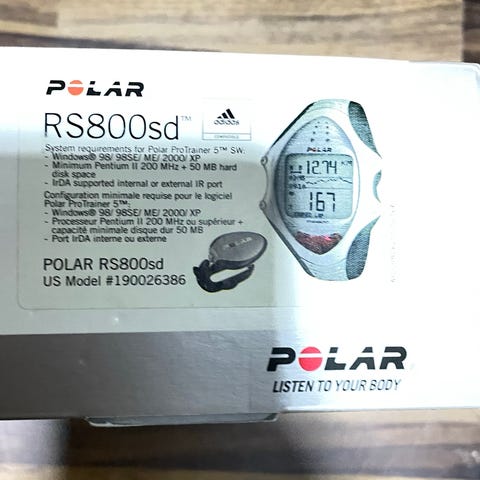 POLAR
RS800sd™
adidas
COMPATIBLE
System requirements for Polar ProTrainer 5™ SW:
- Windows® 98/ 98SE/ ME/ 2000/ XP
- Minimum Pentium II 200 MHz + 50 MB hard
disk space
- IrDA supported internal or external IR port
Configuration minimale requise pour le logiciel
Polar ProTrainer 5™:
- Windows® 98/ 98SE/ ME/ 2000/ XP
- Processeur Pentium II 200 MHz ou supérieur +
capacité minimale disque dur 50 MB
- Port IrDA interne ou externe
POLAR RS800sd
US Model #190026386
POLAR
12.74
167
POLAR
LISTEN TO YOUR BODY